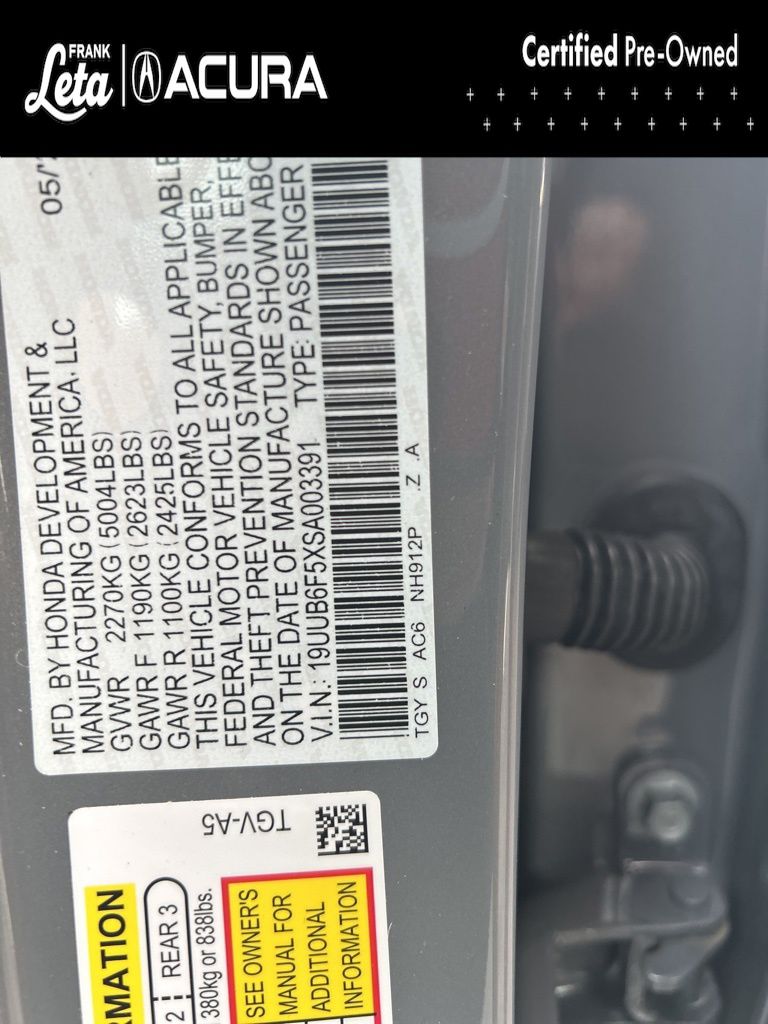 FRANK
Leta
ACURA
Certified Pre-Owned
05/
MFD. BY HONDA DEVELOPMENT &
MANUFACTURING OF AMERICA, LLC
GVWR 2270KG (5004LBS)
GAWR F 1190KG (2623LBS)
GAWR R 1100KG (2425LBS)
THIS VEHICLE CONFORMS TO ALL APPLICABLE
FEDERAL MOTOR VEHICLE SAFETY, BUMPER,
AND THEFT PREVENTION STANDARDS IN EFFE
ON THE DATE OF MANUFACTURE SHOWN ABO
V.I.N.: 19UUB6F5XSA003391 TYPE: PASSENGER
TGY S AC6 NH912P .Z .A
TGV-A5
RMATION
2 REAR 3
380kg or 838lbs.
SEE OWNER'S
MANUAL FOR
ADDITIONAL
INFORMATION